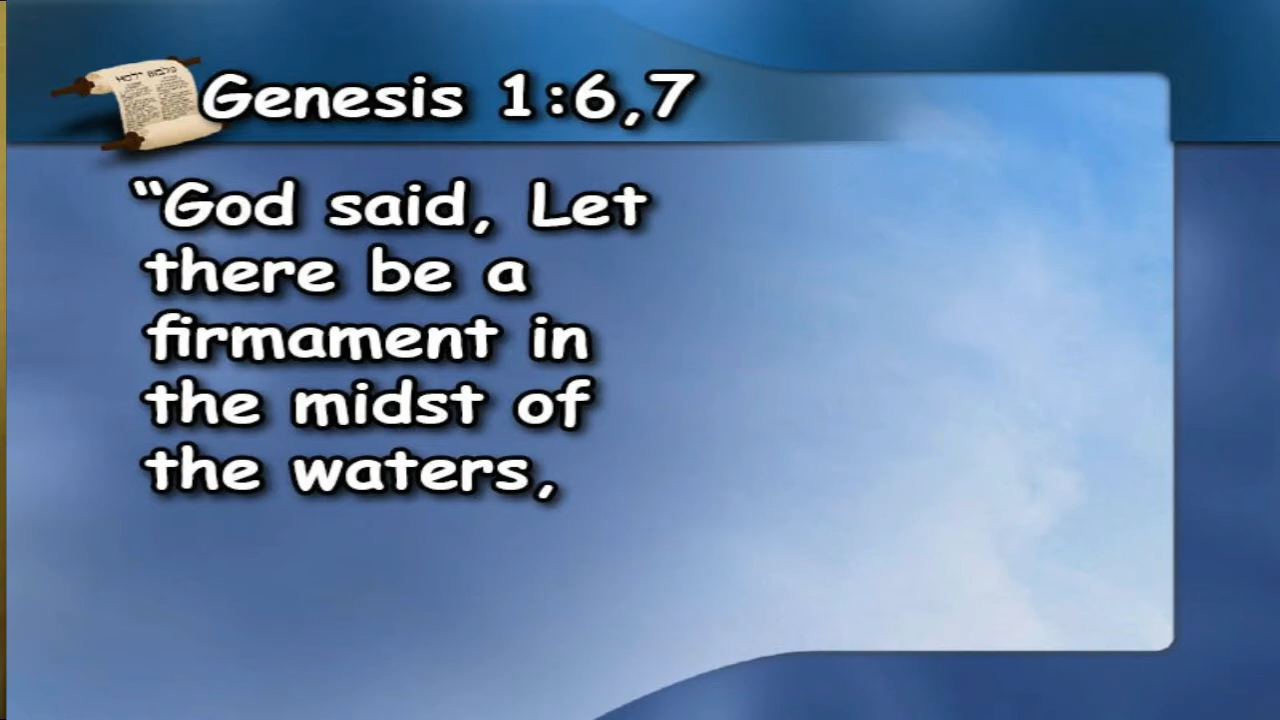 Genesis 1:6,7
“God said, Let
there be a
firmament in
the midst of
the waters,